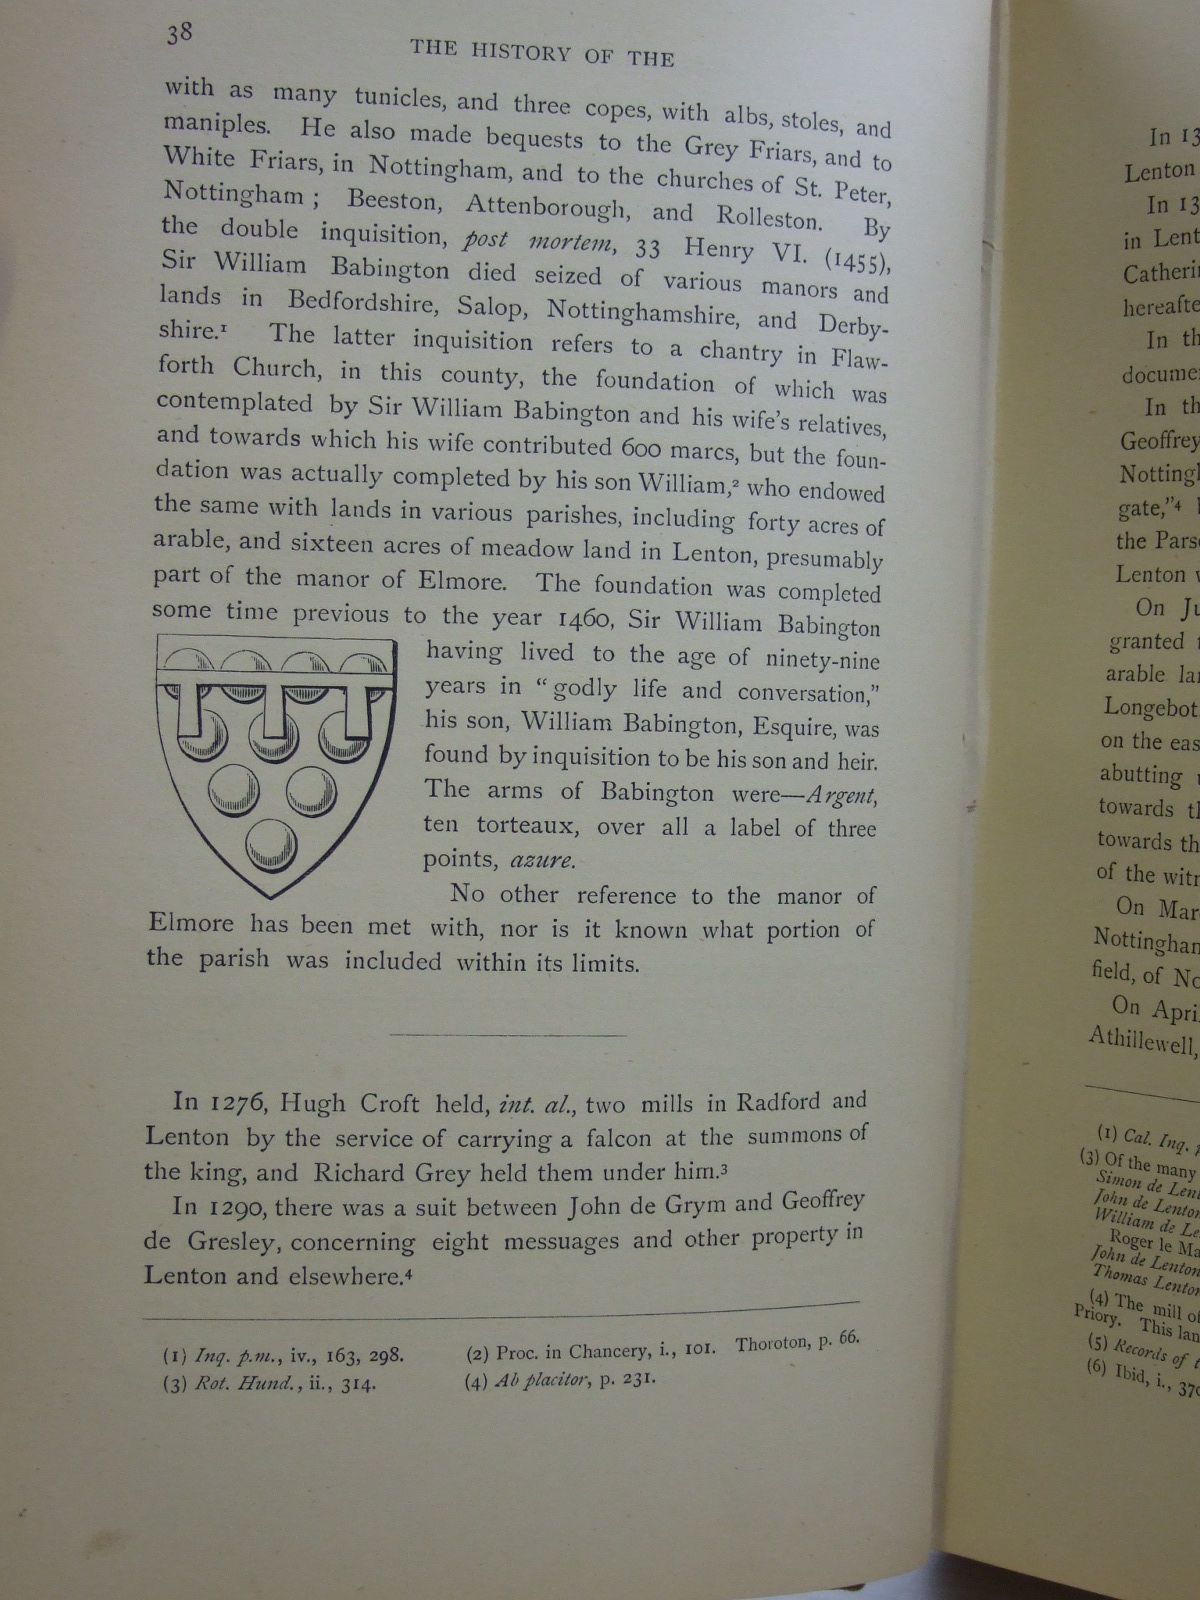 38
THE HISTORY OF THE
with as many tunicles, and three copes, with albs, stoles, and
maniples. He also made bequests to the Grey Friars, and to
White Friars, in Nottingham, and to the churches of St. Peter,
Nottingham ; Beeston, Attenborough, and Rolleston. By
the double inquisition, post mortem, 33 Henry VI. (1455),
Sir William Babington died seized of various manors and
lands in Bedfordshire, Salop, Nottinghamshire, and Derby-
shire.¹ The latter inquisition refers to a chantry in Flaw-
forth Church, in this county, the foundation of which was
contemplated by Sir William Babington and his wife's relatives,
and towards which his wife contributed 600 marcs, but the foun-
dation was actually completed by his son William,² who endowed
the same with lands in various parishes, including forty acres of
arable, and sixteen acres of meadow land in Lenton, presumably
part of the manor of Elmore. The foundation was completed
some time previous to the year 1460, Sir William Babington
having lived to the age of ninety-nine
years in "godly life and conversation,"
his son, William Babington, Esquire, was
found by inquisition to be his son and heir.
The arms of Babington were—Argent,
ten torteaux, over all a label of three
points, azure.
No other reference to the manor of
Elmore has been met with, nor is it known what portion of
the parish was included within its limits.
In 1276, Hugh Croft held, int. al., two mills in Radford and
Lenton by the service of carrying a falcon at the summons of
the king, and Richard Grey held them under him.³
In 1290, there was a suit between John de Grym and Geoffrey
de Gresley, concerning eight messuages and other property in
Lenton and elsewhere.⁴
(1) Inq. p.m., iv., 163, 298. (2) Proc. in Chancery, i., 101. Thoroton, p. 66.
(3) Rot. Hund., ii., 314. (4) Ab placitor, p. 231.
In 13
Lenton
In 13
in Lent
Catheri
hereafte
In th
docume
In th
Geoffrey
Notting
gate,"⁴
the Pars
Lenton
On Ju
granted
arable la
Longebot
on the eas
abutting
towards th
towards th
of the wit
On Mar
Nottingha
field, of No
On Apri
Athillewell,
(1) Cal. Inq.
(3) Of the many
Simon de Lent
John de Lenton
William de Le
Roger le Ma
John de Lenton
Thomas Lenton
(4) The mill of
Priory. This lan
(5) Records of t
(6) Ibid, i., 37